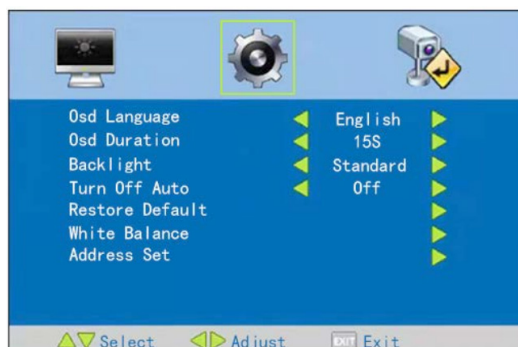 Osd Language English
Osd Duration 15S
Backlight Standard
Turn Off Auto Off
Restore Default
White Balance
Address Set
Select Adjust EXIT Exit